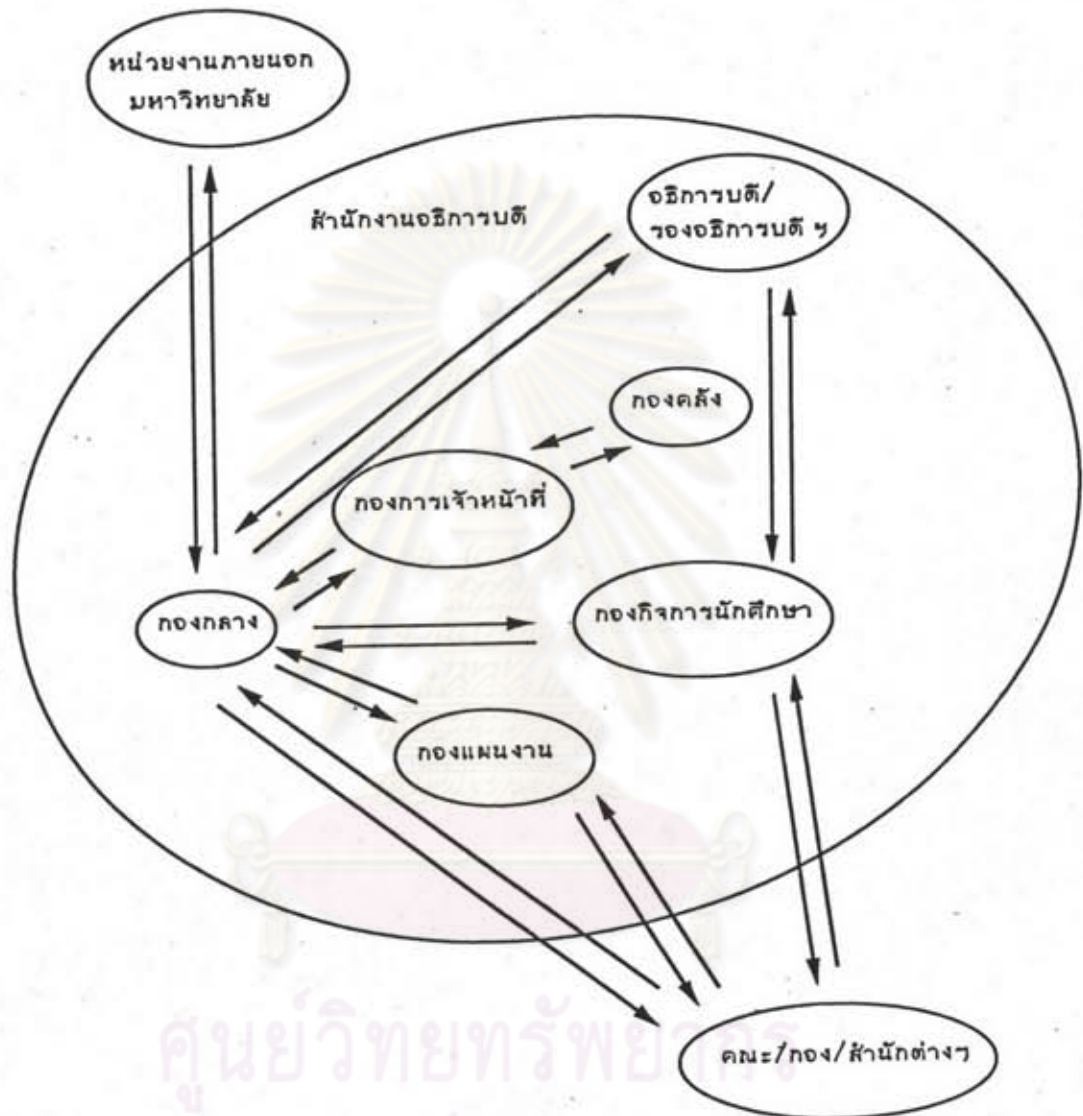 หน่วยงานภายนอก
มหาวิทยาลัย
สำนักงานอธิการบดี
อธิการบดี/
รองอธิการบดี ฯ
กองคลัง
กองการเจ้าหน้าที่
กองกลาง
กองกิจการนักศึกษา
กองแผนงาน
คณะ/กอง/สำนักต่างๆ
ศูนย์วิทยทรัพยากร